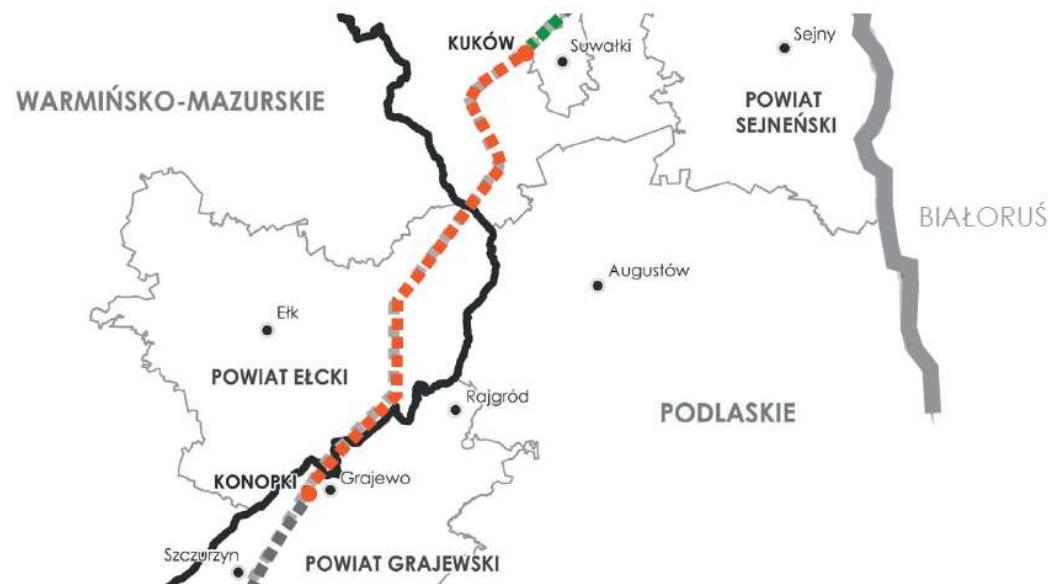 KUKÓW
Suwałki
Sejny
WARMIŃSKO-MAZURSKIE
POWIAT
SEJNEŃSKI
BIAŁORUŚ
Augustów
Ełk
POWIAT EŁCKI
Rajgród
PODLASKIE
KONOPKI
Grajewo
Szczurzyn
POWIAT GRAJEWSKI